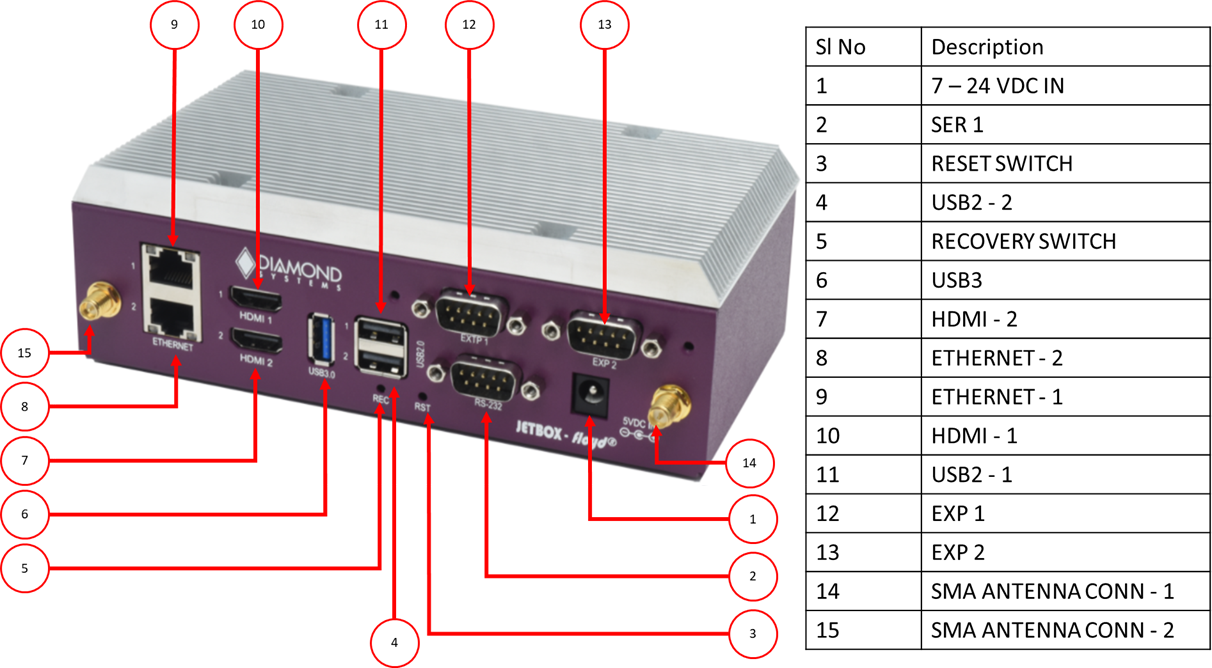 9
10
11
12
13
DIAMOND
SYSTEMS
1
2
ETHERNET
1
HDMI 1
2
HDMI 2
USB3.0
1
2
USB2.0
EXTP 1
EXP 2
RS-232
REC
RST
5VDC IN
JETBOX - floyd
15
8
7
6
5
4
14
1
2
3
Sl No Description
1 7 – 24 VDC IN
2 SER 1
3 RESET SWITCH
4 USB2 - 2
5 RECOVERY SWITCH
6 USB3
7 HDMI - 2
8 ETHERNET - 2
9 ETHERNET - 1
10 HDMI - 1
11 USB2 - 1
12 EXP 1
13 EXP 2
14 SMA ANTENNA CONN - 1
15 SMA ANTENNA CONN - 2